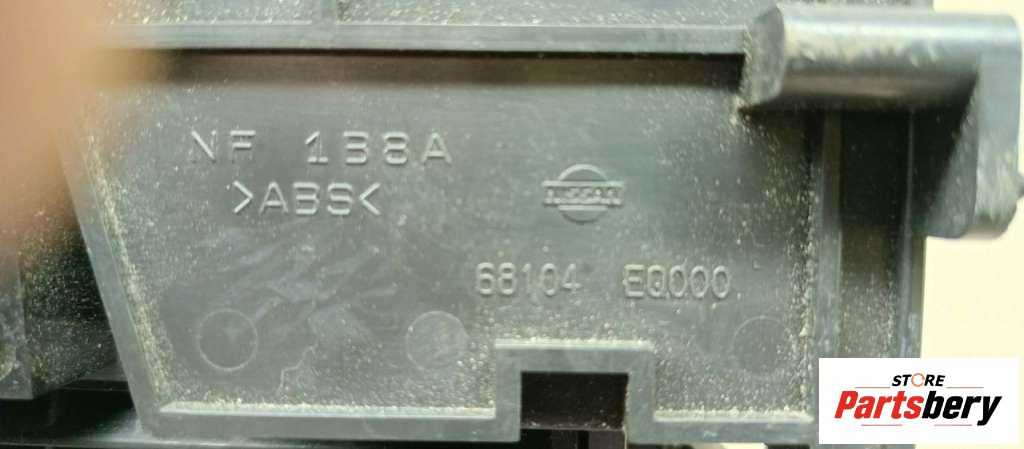 NF 1B8A
>ABS<
NISSAN
68104 EQ000
STORE
Partsbery